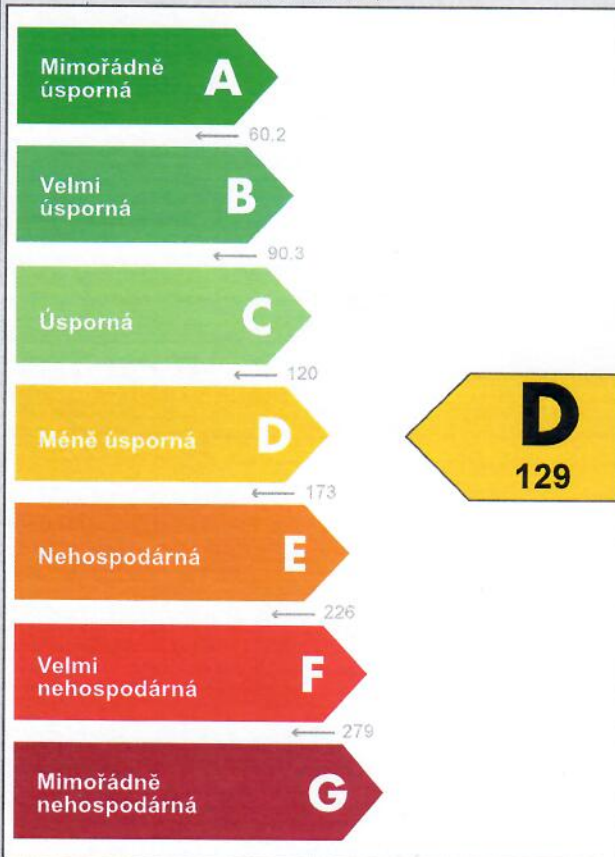 Mimořádně
úsporná
A
60.2
Velmi
úsporná
B
90.3
Úsporná
C
120
Méně úsporná
D
173
D
129
Nehospodárná
E
226
Velmi
nehospodárná
F
279
Mimořádně
nehospodárná
G